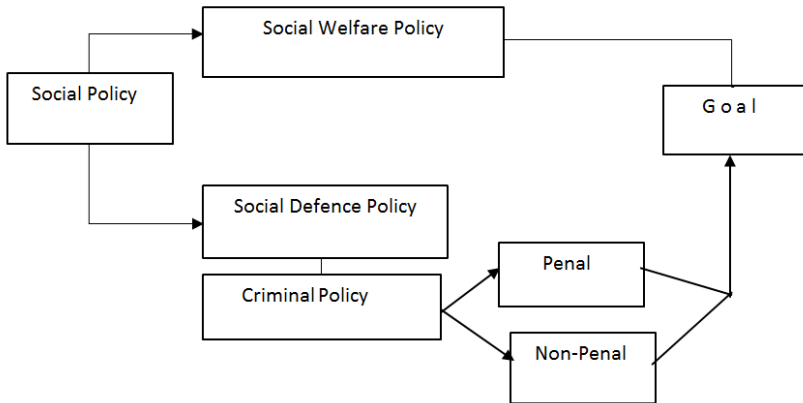 Social Welfare Policy
Social Policy
G o a l
Social Defence Policy
Penal
Criminal Policy
Non-Penal